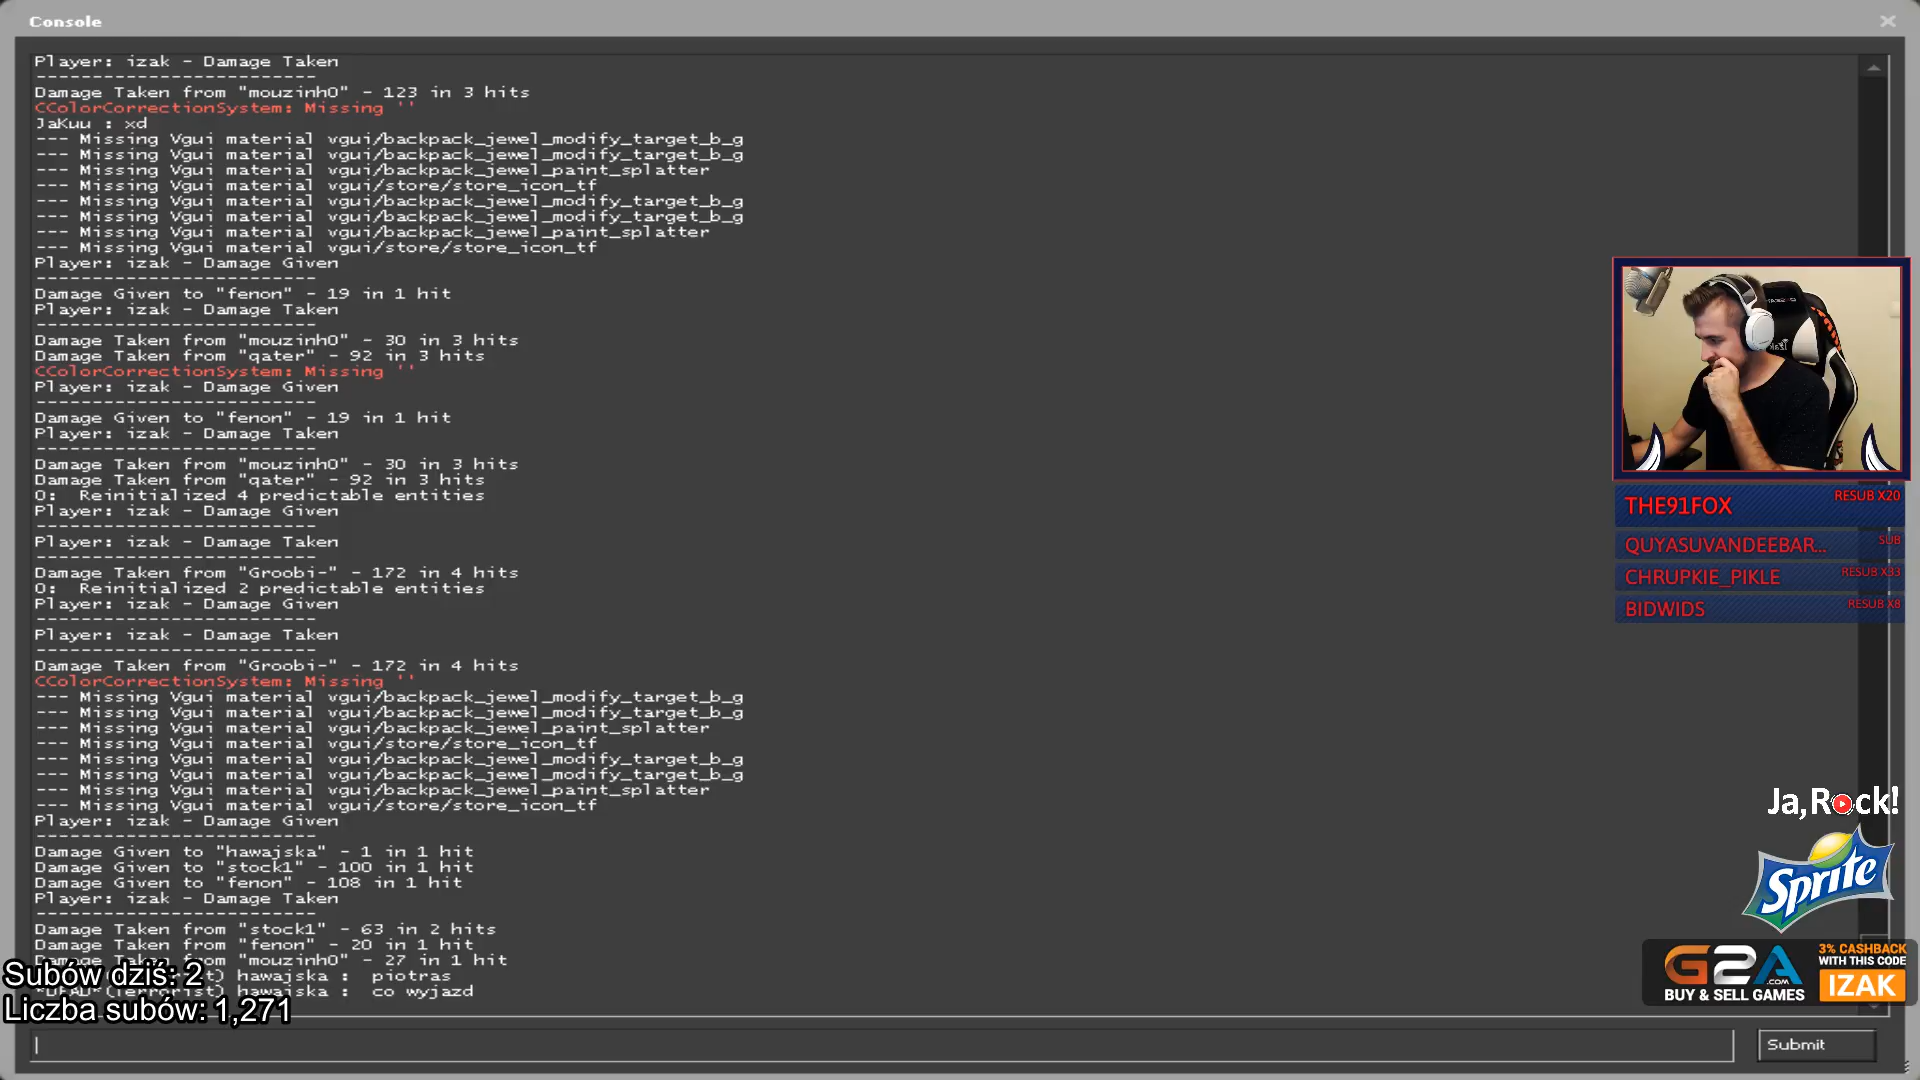 Console
Player: izak - Damage Taken
-------------------------
Damage Taken from "mouzinhO" - 123 in 3 hits
CColorCorrectionSystem: Missing ''
JaKuu : xd
--- Missing Vgui material vgui/backpack_jewel_modify_target_b_g
--- Missing Vgui material vgui/backpack_jewel_modify_target_b_g
--- Missing Vgui material vgui/backpack_jewel_paint_splatter
--- Missing Vgui material vgui/store/store_icon_tf
--- Missing Vgui material vgui/backpack_jewel_modify_target_b_g
--- Missing Vgui material vgui/backpack_jewel_modify_target_b_g
--- Missing Vgui material vgui/backpack_jewel_paint_splatter
--- Missing Vgui material vgui/store/store_icon_tf
Player: izak - Damage Given
-------------------------
Damage Given to "fenon" - 19 in 1 hit
Player: izak - Damage Taken
-------------------------
Damage Taken from "mouzinhO" - 30 in 3 hits
Damage Taken from "qater" - 92 in 3 hits
CColorCorrectionSystem: Missing ''
Player: izak - Damage Given
-------------------------
Damage Given to "fenon" - 19 in 1 hit
Player: izak - Damage Taken
-------------------------
Damage Taken from "mouzinhO" - 30 in 3 hits
Damage Taken from "qater" - 92 in 3 hits
0:  Reinitialized 4 predictable entities
Player: izak - Damage Given
-------------------------
Player: izak - Damage Taken
-------------------------
Damage Taken from "Groobi-" - 172 in 4 hits
0:  Reinitialized 2 predictable entities
Player: izak - Damage Given
-------------------------
Player: izak - Damage Taken
-------------------------
Damage Taken from "Groobi-" - 172 in 4 hits
CColorCorrectionSystem: Missing ''
--- Missing Vgui material vgui/backpack_jewel_modify_target_b_g
--- Missing Vgui material vgui/backpack_jewel_modify_target_b_g
--- Missing Vgui material vgui/backpack_jewel_paint_splatter
--- Missing Vgui material vgui/store/store_icon_tf
--- Missing Vgui material vgui/backpack_jewel_modify_target_b_g
--- Missing Vgui material vgui/backpack_jewel_modify_target_b_g
--- Missing Vgui material vgui/backpack_jewel_paint_splatter
--- Missing Vgui material vgui/store/store_icon_tf
Player: izak - Damage Given
-------------------------
Damage Given to "hawajska" - 1 in 1 hit
Damage Given to "stock1" - 100 in 1 hit
Damage Given to "fenon" - 108 in 1 hit
Player: izak - Damage Taken
-------------------------
Damage Taken from "stock1" - 63 in 2 hits
Damage Taken from "fenon" - 20 in 1 hit
Damage Taken from "mouzinhO" - 27 in 1 hit
hawajska :  piotras
hawajska :  co wyjazd
Subów dziś: 2
Liczba subów: 1,271
Submit
THE91FOX RESUB X20
QUYASUVANDEEBAR... SUB
CHRUPKIE_PIKLE RESUB X33
BIDWIDS RESUB X8
Ja,Rock!
Sprite
G2A.COM
BUY & SELL GAMES
3% CASHBACK
WITH THIS CODE
IZAK